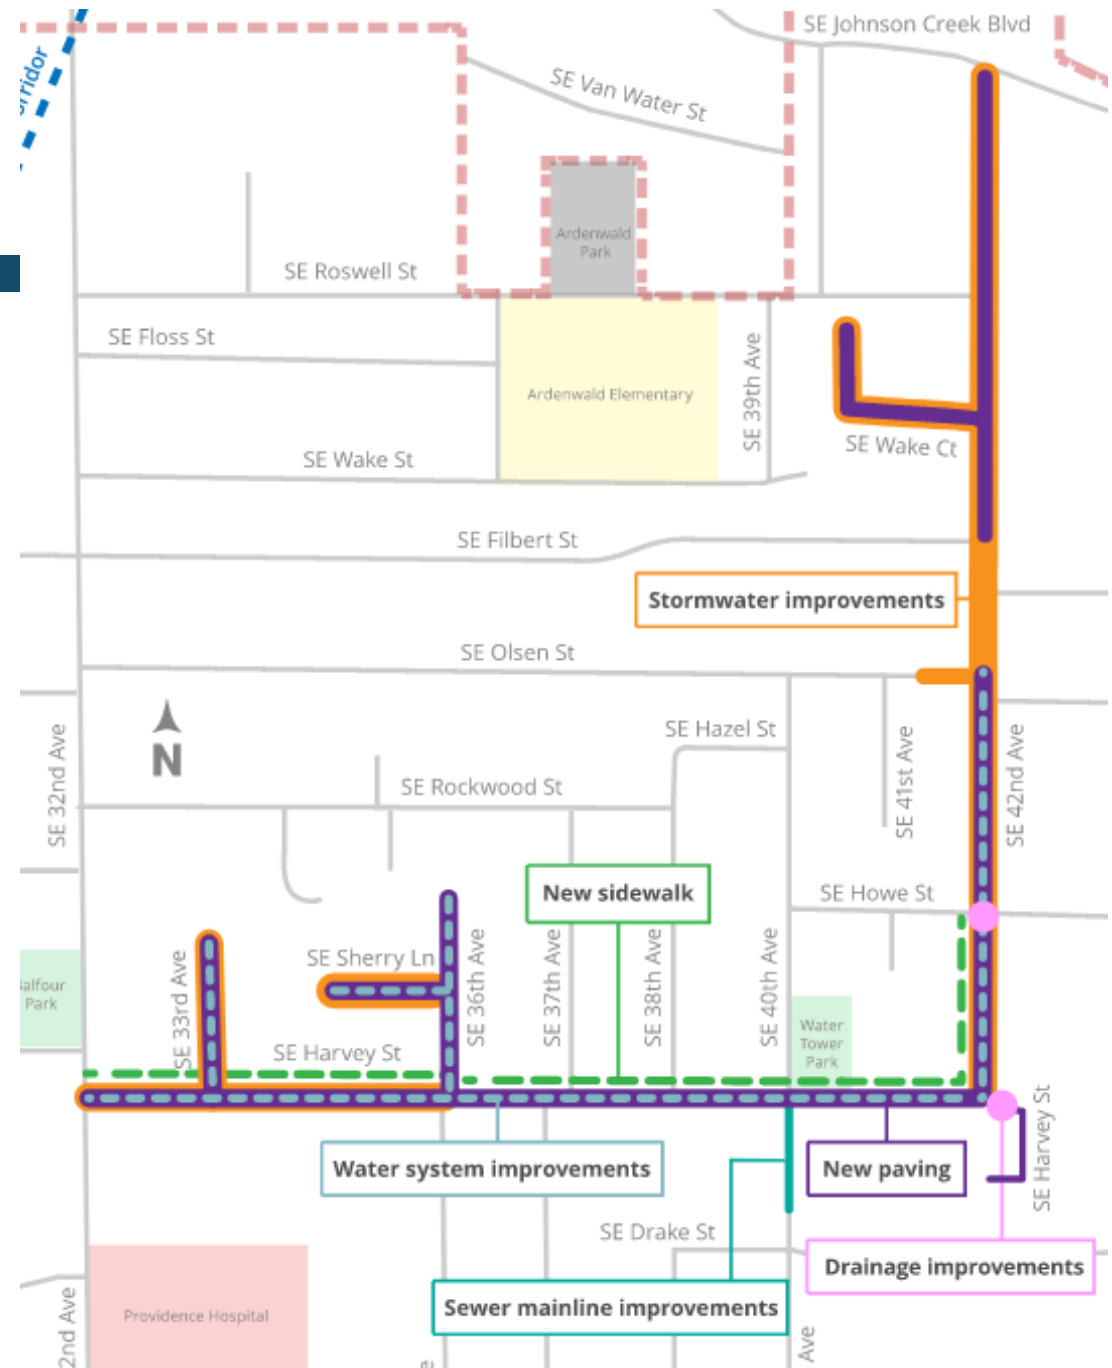 SE Johnson Creek Blvd
SE Van Water St
Ardenwald
Park
SE Roswell St
SE Floss St
SE 39th Ave
Ardenwald Elementary
SE Wake Ct
SE Wake St
SE Filbert St
Stormwater improvements
SE Olsen St
N
SE Hazel St
SE 32nd Ave
SE Rockwood St
SE 41st Ave
SE 42nd Ave
New sidewalk
SE Howe St
SE Sherry Ln
SE 33rd Ave
SE 36th Ave
SE 37th Ave
SE 38th Ave
SE 40th Ave
alfour
Park
Water
Tower
Park
SE Harvey St
Water system improvements
New paving
SE Harvey St
SE Drake St
Drainage improvements
Sewer mainline improvements
Providence Hospital
2nd Ave
Ave